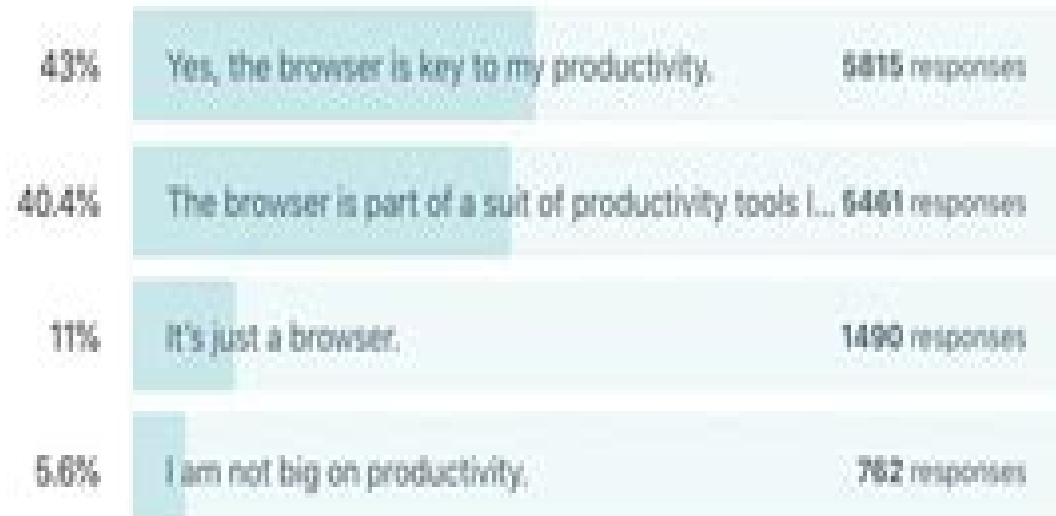 43% Yes, the browser is key to my productivity. 5815 responses
40.4% The browser is part of a suit of productivity tools I... 5461 responses
11% It's just a browser. 1490 responses
5.6% I am not big on productivity. 762 responses